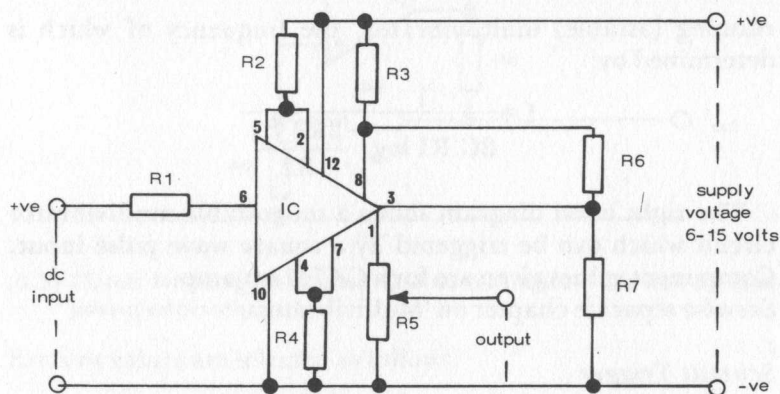 +ve
R2
R3
5
2
12
8
R6
R1
+ve
6
IC
3
supply
voltage
6-15 volts
1
4
dc
input
10
R4
R5
R7
output
-ve